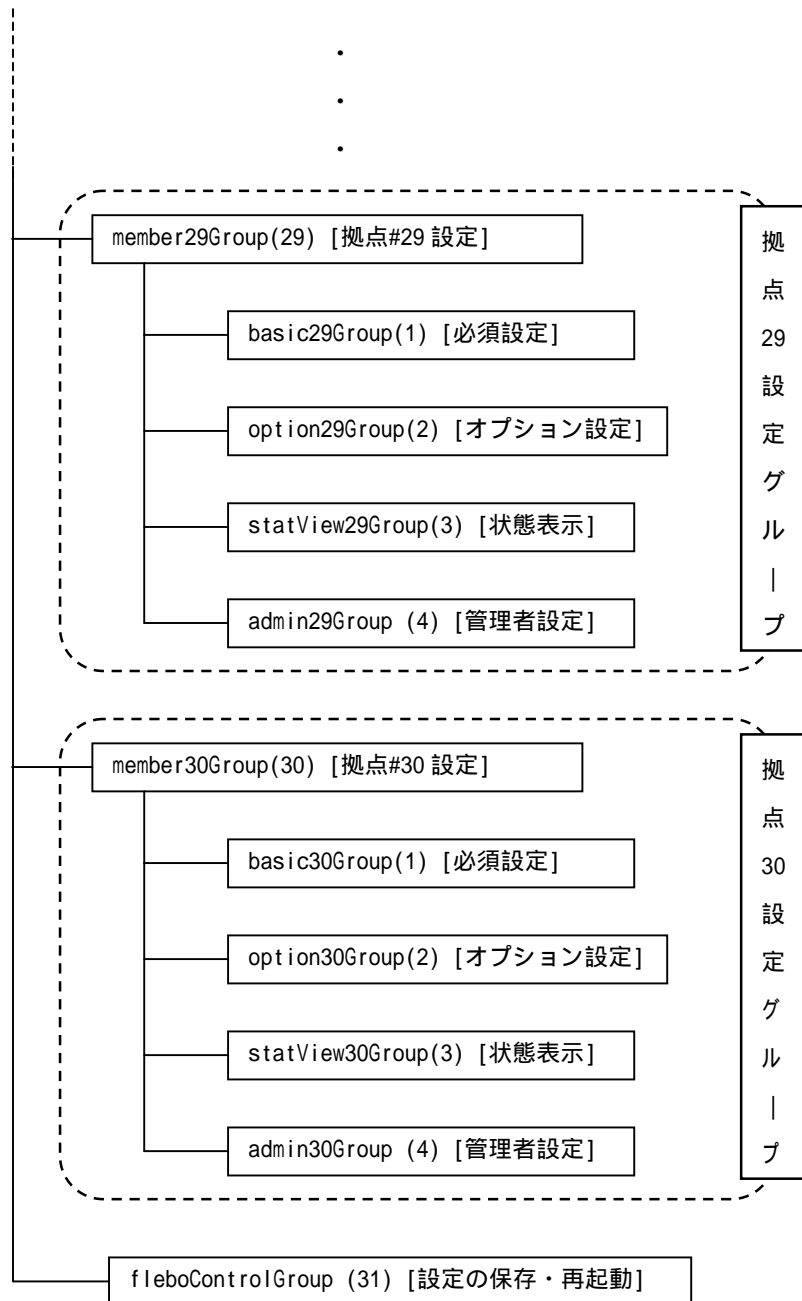 ・
・
・
member29Group(29) [拠点#29 設定]
basic29Group(1) [必須設定]
option29Group(2) [オプション設定]
statView29Group(3) [状態表示]
admin29Group (4) [管理者設定]
拠点29設定グループ
member30Group(30) [拠点#30 設定]
basic30Group(1) [必須設定]
option30Group(2) [オプション設定]
statView30Group(3) [状態表示]
admin30Group (4) [管理者設定]
拠点30設定グループ
fleboControlGroup (31) [設定の保存・再起動]